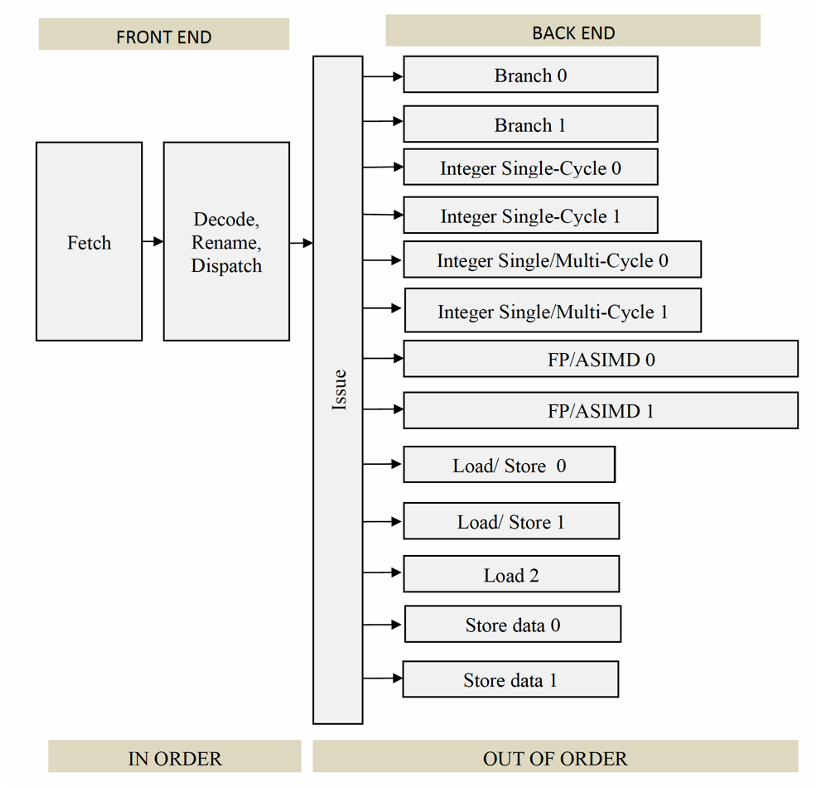 FRONT END
BACK END
Fetch
Decode,
Rename,
Dispatch
Issue
Branch 0
Branch 1
Integer Single-Cycle 0
Integer Single-Cycle 1
Integer Single/Multi-Cycle 0
Integer Single/Multi-Cycle 1
FP/ASIMD 0
FP/ASIMD 1
Load/ Store 0
Load/ Store 1
Load 2
Store data 0
Store data 1
IN ORDER
OUT OF ORDER